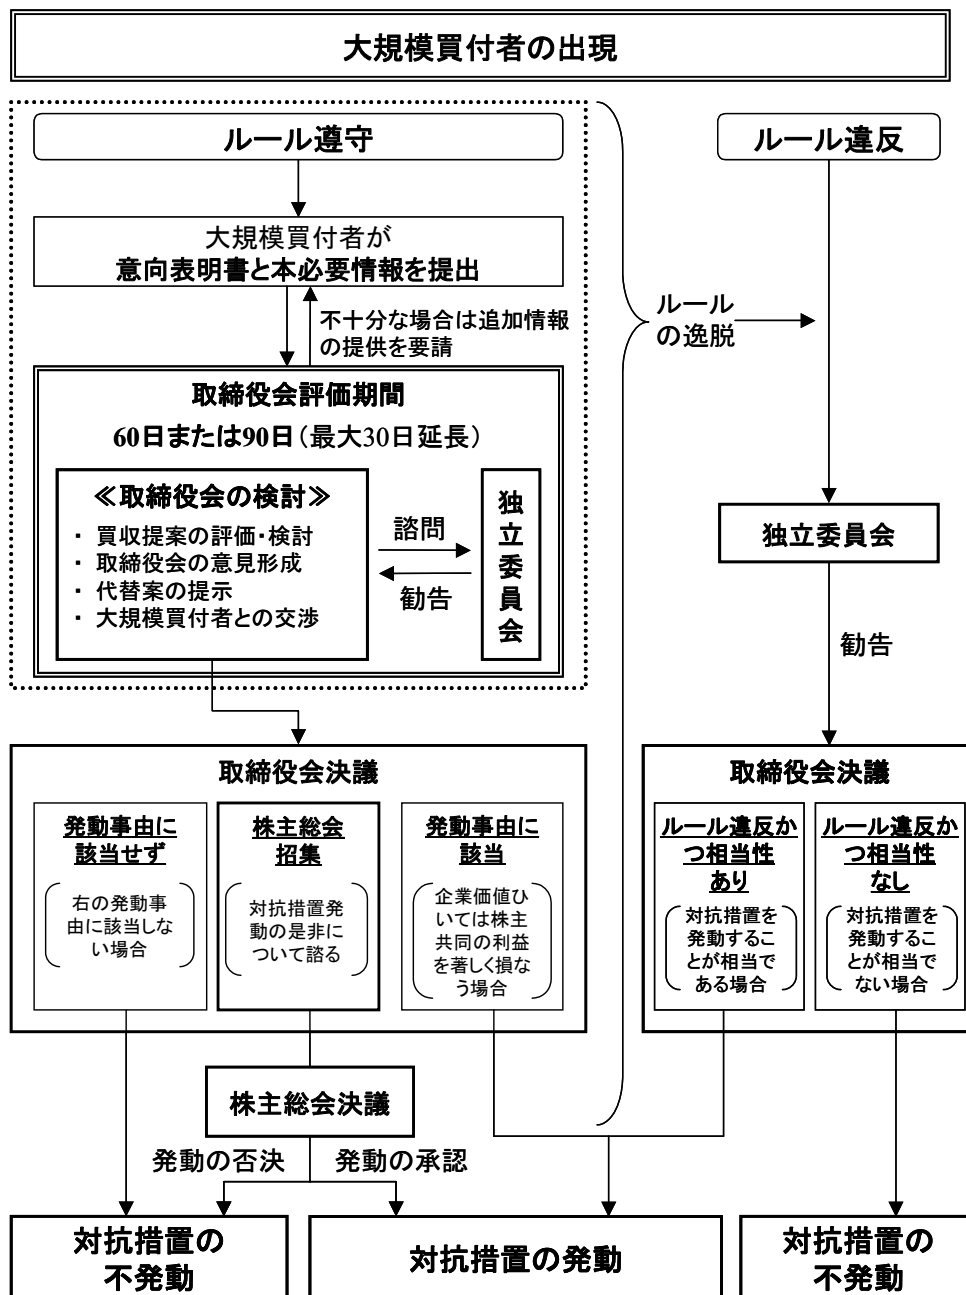 大規模買付者の出現
ルール遵守
大規模買付者が
意向表明書と本必要情報を提出
不十分な場合は追加情報
の提供を要請
取締役会評価期間
60日または90日（最大30日延長）
≪取締役会の検討≫
・ 買収提案の評価・検討
・ 取締役会の意見形成
・ 代替案の提示
・ 大規模買付者との交渉
諮問
勧告
独
立
委
員
会
ルール
の逸脱
ルール違反
独立委員会
勧告
取締役会決議
発動事由に
該当せず
右の発動事
由に該当しな
い場合
株主総会
招集
対抗措置発
動の是非に
ついて諮る
発動事由に
該当
企業価値ひ
いては株主
共同の利益
を著しく損な
う場合
取締役会決議
ルール違反か
つ相当性
あり
対抗措置を
発動するこ
とが相当で
ある場合
ルール違反か
つ相当性
なし
対抗措置を
発動するこ
とが相当で
ない場合
株主総会決議
発動の否決
発動の承認
対抗措置の
不発動
対抗措置の発動
対抗措置の
不発動